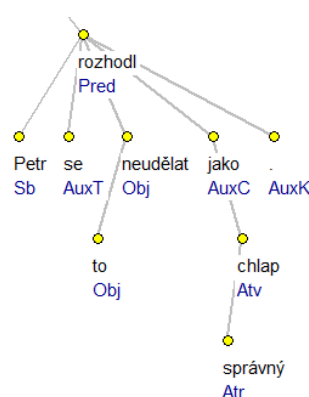 rozhodl
Pred
Petr se neudělat jako .
Sb AuxT Obj AuxC AuxK
to chlap
Obj Atv
správný
Atr